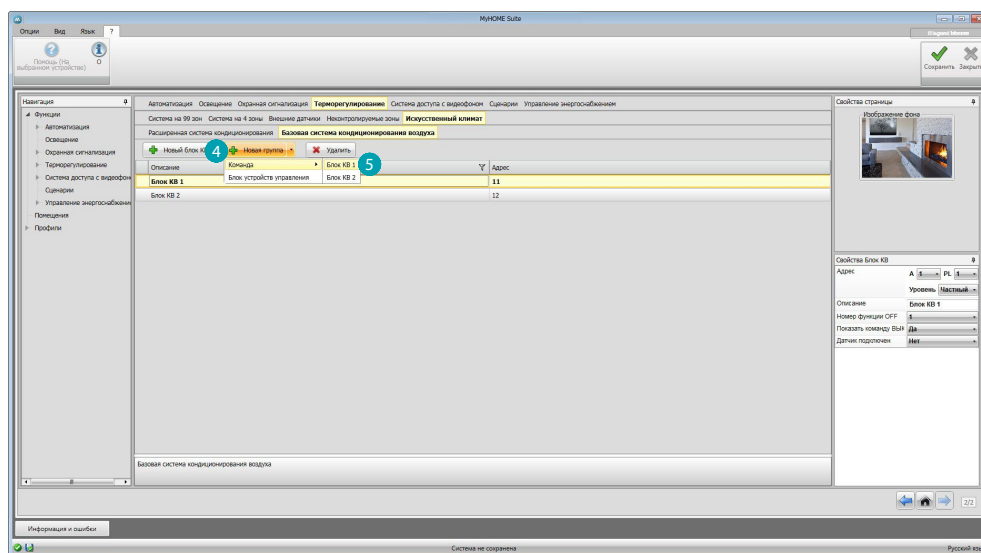 MyHOME Suite
Опции Вид Язык ?
Помощь (На выбранном устройстве)
О
Сохранить Закрыть
Навигация
Функции
Автоматизация
Освещение
Охранная сигнализация
Терморегулирование
Система доступа с видеофон
Сценарии
Управление энергоснабжени
Помещения
Профили
Автоматизация Освещение Охранная сигнализация Терморегулирование Система доступа с видеофоном Сценарии Управление энергоснабжением
Система на 99 зон Система на 4 зоны Внешние датчики Неконтролируемые зоны Искусственный климат
Расширенная система кондиционирования Базовая система кондиционирования воздуха
Новый блок К 4 Новая группа Удалить
Команда Блок КВ 1 5
Блок устройств управления Блок КВ 2
Описание Адрес
Блок КВ 1 11
Блок КВ 2 12
Базовая система кондиционирования воздуха
Свойства страницы
Изображение фона
Свойства Блок КВ
Адрес A 1 PL 1
Уровень Частный
Описание Блок КВ 1
Номер функции OFF 1
Показать команду ВЫК Да
Датчик подключен Нет
2/2
Информация и ошибки
Система не сохранена
Русский язы